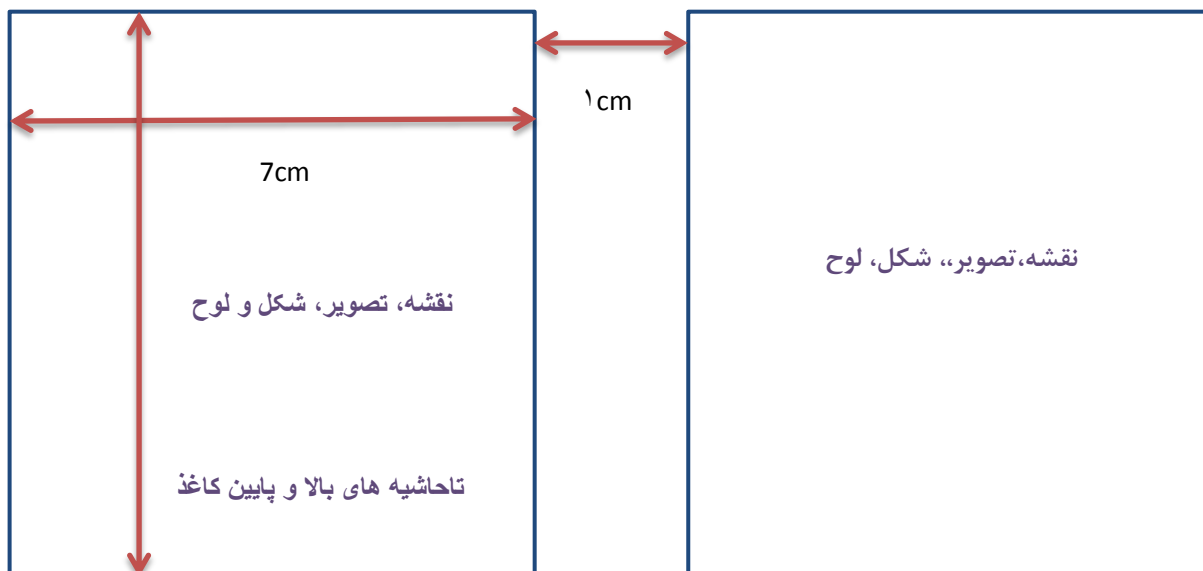 ۱cm
7cm
نقشه،تصویر،، شکل، لوح
نقشه، تصویر، شکل و لوح
تاحاشیه های بالا و پایین کاغذ